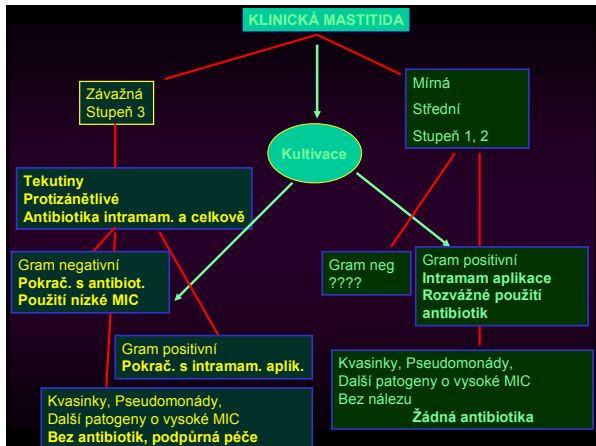 KLINICKÁ MASTITIDA
Závažná
Stupeň 3
Mírná
Střední
Stupeň 1, 2
Kultivace
Tekutiny
Protizánětlivé
Antibiotika intramam. a celkově
Gram negativní
Pokrač. s antibiot.
Použití nízké MIC
Gram neg
????
Gram positivní
Intramam aplikace
Rozvážné použití
antibiotik
Gram positivní
Pokrač. s intramam. aplik.
Kvasinky, Pseudomonády,
Další patogeny o vysoké MIC
Bez nálezu
Žádná antibiotika
Kvasinky, Pseudomonády,
Další patogeny o vysoké MIC
Bez antibiotik, podpůrná péče